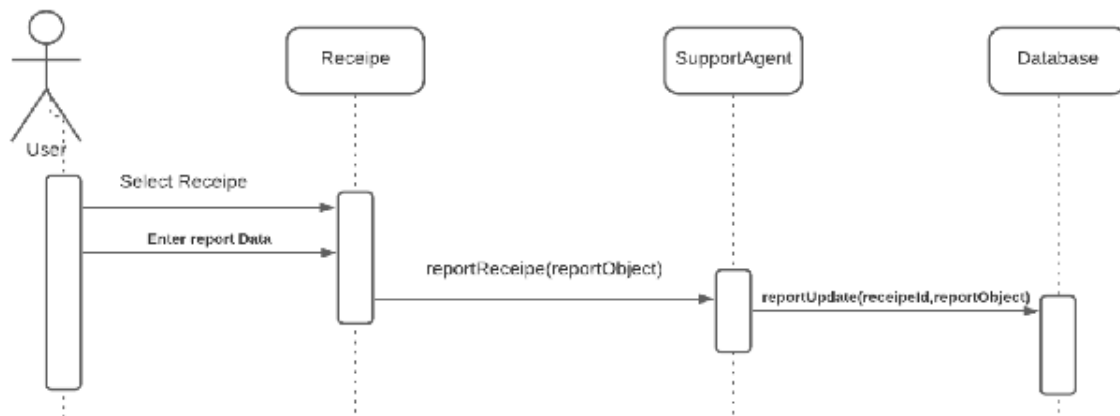 Receipe
SupportAgent
Database
User
Select Receipe
Enter report Data
reportReceipe(reportObject)
reportUpdate(receipeId,reportObject)